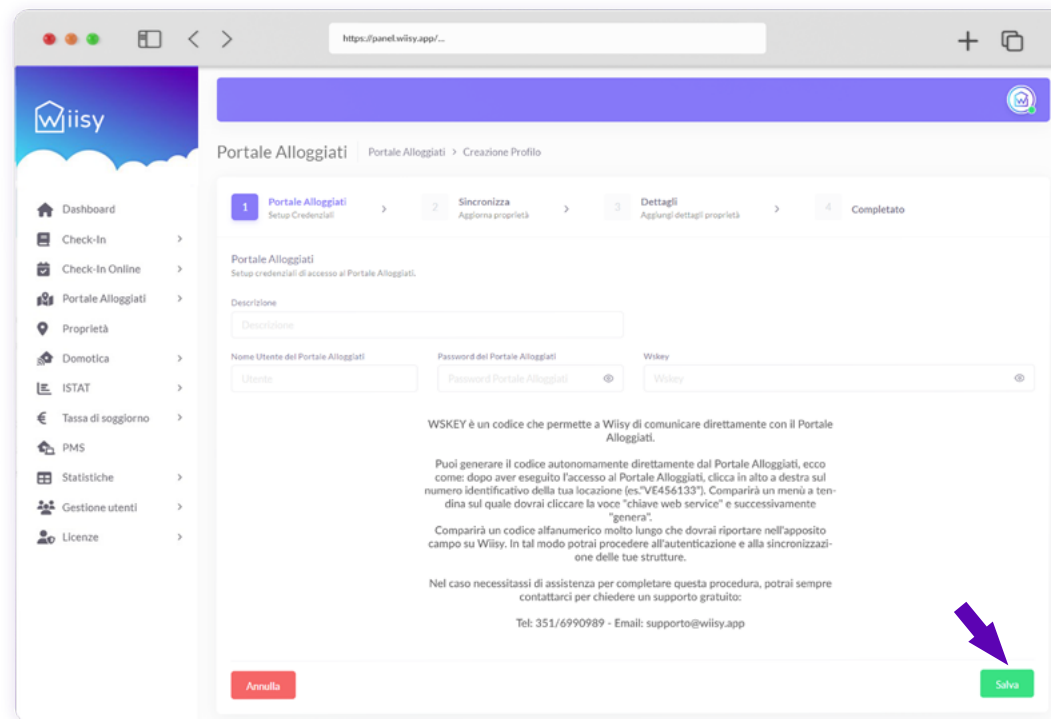 https://panel.wiisy.app/...
Wiisy
Portale Alloggiati
Portale Alloggiati > Creazione Profilo
1
Portale Alloggiati
Setup Credenziali
>
2
Sincronizza
Aggiorna proprietà
>
3
Dettagli
Aggiungi dettagli proprietà
>
4
Completato
Dashboard
Check-In
Check-In Online
Portale Alloggiati
Proprietà
Domotica
ISTAT
Tassa di soggiorno
PMS
Statistiche
Gestione utenti
Licenze
Portale Alloggiati
Setup credenziali di accesso al Portale Alloggiati.
Descrizione
Descrizione
Nome Utente del Portale Alloggiati
Password del Portale Alloggiati
Wskey
Utente
Password Portale Alloggiati
Wskey
WSKEY è un codice che permette a Wiisy di comunicare direttamente con il Portale
Alloggiati.
Puoi generare il codice autonomamente direttamente dal Portale Alloggiati, ecco
come: dopo aver eseguito l'accesso al Portale Alloggiati, clicca in alto a destra sul
numero identificativo della tua locazione (es."VE456133"). Comparirà un menù a ten-
dina sul quale dovrai cliccare la voce "chiave web service" e successivamente
"genera".
Comparirà un codice alfanumerico molto lungo che dovrai riportare nell'apposito
campo su Wiisy. In tal modo potrai procedere all'autenticazione e alla sincronizzazi-
one delle tue strutture.
Nel caso necessitassi di assistenza per completare questa procedura, potrai sempre
contattarci per chiedere un supporto gratuito:
Tel: 351/6990989 - Email: supporto@wiisy.app
Annulla
Salva